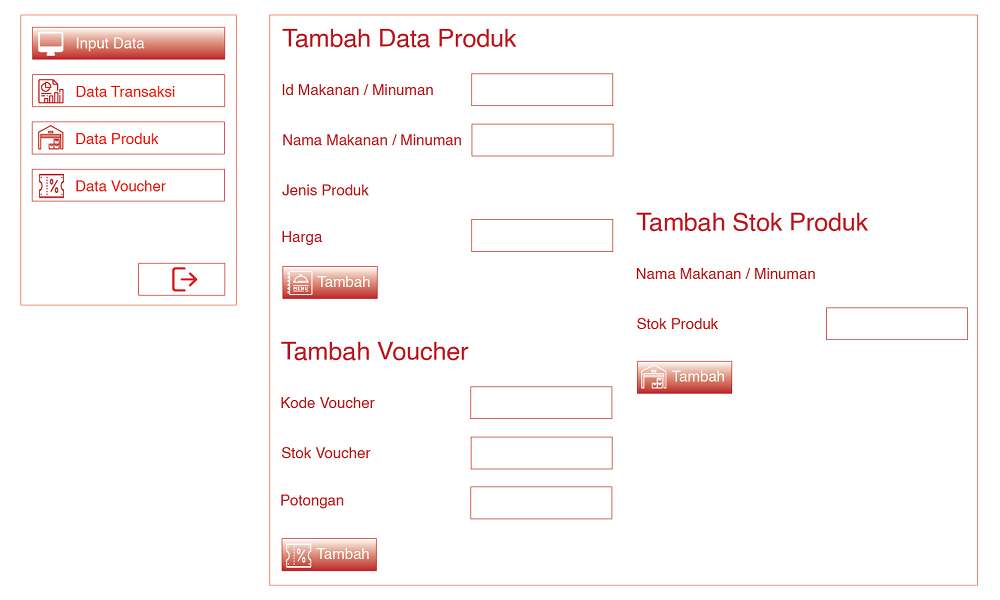 Input Data
Data Transaksi
Data Produk
Data Voucher
Tambah Data Produk
Id Makanan / Minuman
Nama Makanan / Minuman
Jenis Produk
Harga
MENU
Tambah
Tambah Voucher
Kode Voucher
Stok Voucher
Potongan
%
Tambah
Tambah Stok Produk
Nama Makanan / Minuman
Stok Produk
Tambah